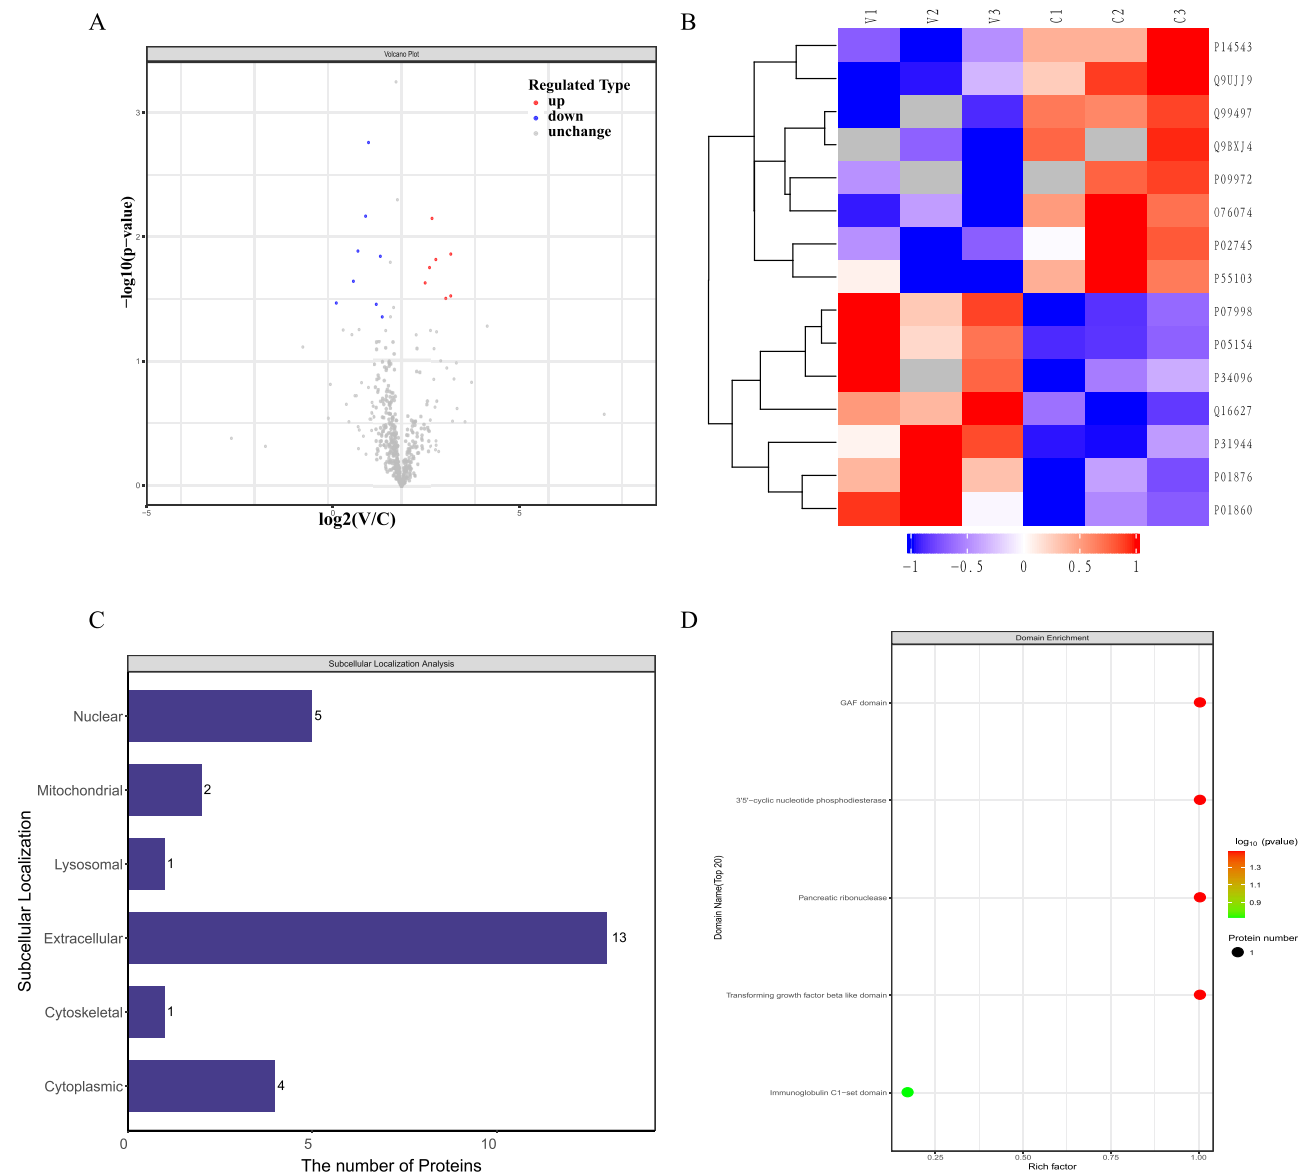 A
Volcano Plot
Regulated Type
up
down
unchange
3
2
1
0
−log10(p−value)
−5
0
5
log2(V/C)
B
V1 V2 V3 C1 C2 C3
P14543
Q9UJJ9
Q99497
Q9BXJ4
P09972
O76074
P02745
P55103
P07998
P05154
P34096
Q16627
P31944
P01876
P01860
−1 −0.5 0 0.5 1
C
Subcellular Localization Analysis
Subcellular Localization
Nuclear 5
Mitochondrial 2
Lysosomal 1
Extracellular 13
Cytoskeletal 1
Cytoplasmic 4
0 5 10
The number of Proteins
D
Domain Enrichment
Domain Name(Top 20)
GAF domain
3'5'−cyclic nucleotide phosphodiesterase
Pancreatic ribonuclease
Transforming growth factor beta like domain
Immunoglobulin C1−set domain
0.25 0.50 0.75 1.00
Rich factor
log10 (pvalue)
1.3
1.1
0.9
Protein number
1